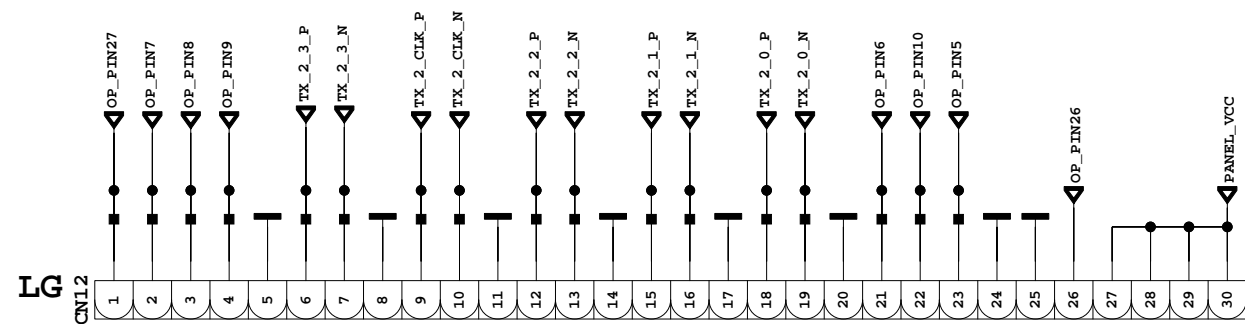 OP_PIN27
OP_PIN7
OP_PIN8
OP_PIN9
TX_2_3_P
TX_2_3_N
TX_2_CLK_P
TX_2_CLK_N
TX_2_2_P
TX_2_2_N
TX_2_1_P
TX_2_1_N
TX_2_0_P
TX_2_0_N
OP_PIN6
OP_PIN10
OP_PIN5
OP_PIN26
PANEL_VCC
LG
CN12
1
2
3
4
5
6
7
8
9
10
11
12
13
14
15
16
17
18
19
20
21
22
23
24
25
26
27
28
29
30